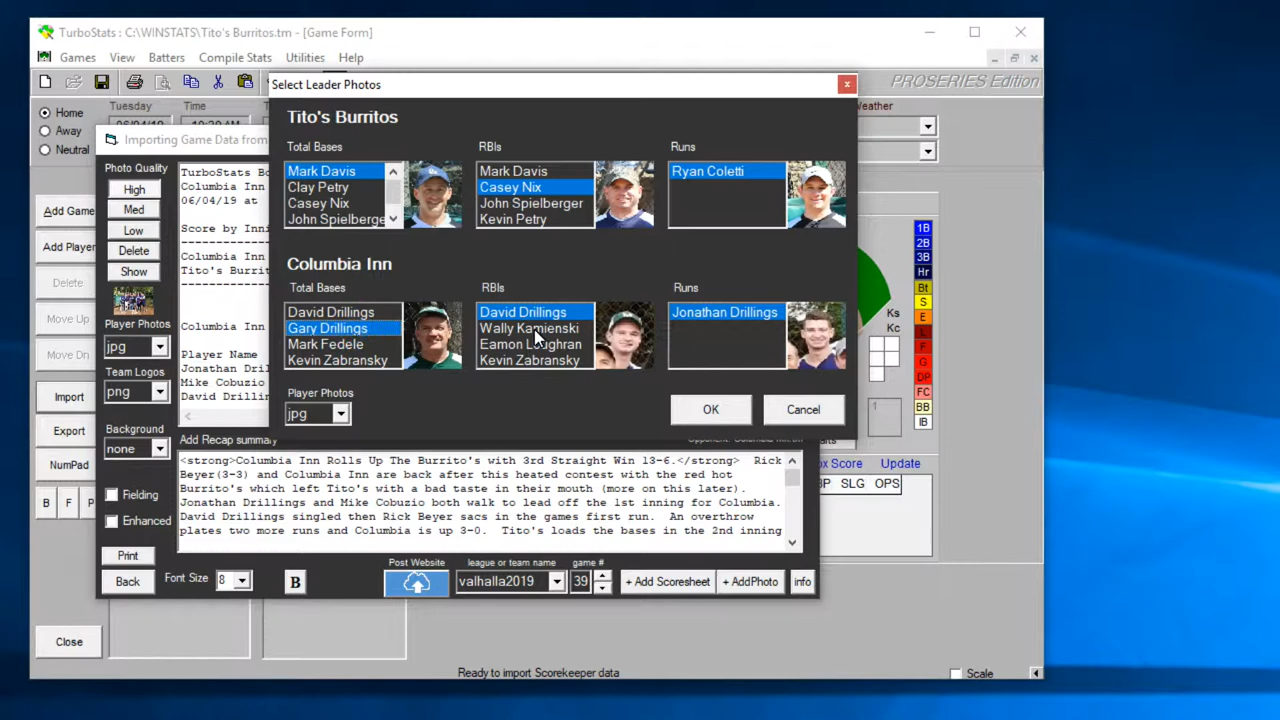 TurboStats : C:\WINSTATS\Tito's Burritos.tm - [Game Form]
Games View Batters Compile Stats Utilities Help
PROSERIES Edition
Home
Away
Neutral
Tuesday
06/04/19
Time
10:30 AM
Weather
Select Leader Photos
Tito's Burritos
Total Bases
Mark Davis
Clay Petry
Casey Nix
John Spielberge
RBIs
Mark Davis
Casey Nix
John Spielberger
Kevin Petry
Runs
Ryan Coletti
Columbia Inn
Total Bases
David Drillings
Gary Drillings
Mark Fedele
Kevin Zabransky
RBIs
David Drillings
Wally Kamienski
Eamon Loughran
Kevin Zabransky
Runs
Jonathan Drillings
Player Photos
jpg
OK
Cancel
Importing Game Data from
Photo Quality
High
Med
Low
Delete
Show
Player Photos
jpg
Team Logos
png
Background
none
Fielding
Enhanced
Print
Back
Font Size 8
B
TurboStats Bo
Columbia Inn
06/04/19 at
Score by Inni
Columbia Inn
Tito's Burrit
Columbia Inn
Player Name
Jonathan Dril
Mike Cobuzio
David Drillin
Add Recap summary
<strong>Columbia Inn Rolls Up The Burrito's with 3rd Straight Win 13-6.</strong> Rick
Beyer(3-3) and Columbia Inn are back after this heated contest with the red hot
Burrito's which left Tito's with a bad taste in their mouth (more on this later).
Jonathan Drillings and Mike Cobuzio both walk to lead off the 1st inning for Columbia.
David Drillings singled then Rick Beyer sacs in the games first run. An overthrow
plates two more runs and Columbia is up 3-0. Tito's loads the bases in the 2nd inning
Post Website
league or team name
valhalla2019
game #
39
+ Add Scoresheet
+ AddPhoto
info
Add Game
Add Player
Delete
Move Up
Move Dn
Import
Export
NumPad
B F P
Close
1B
2B
3B
Hr
Bt
S
E
L
F
G
DP
FC
BB
IB
Ks
Kc
1
ox Score
Update
BP SLG OPS
Ready to import Scorekeeper data
Scale